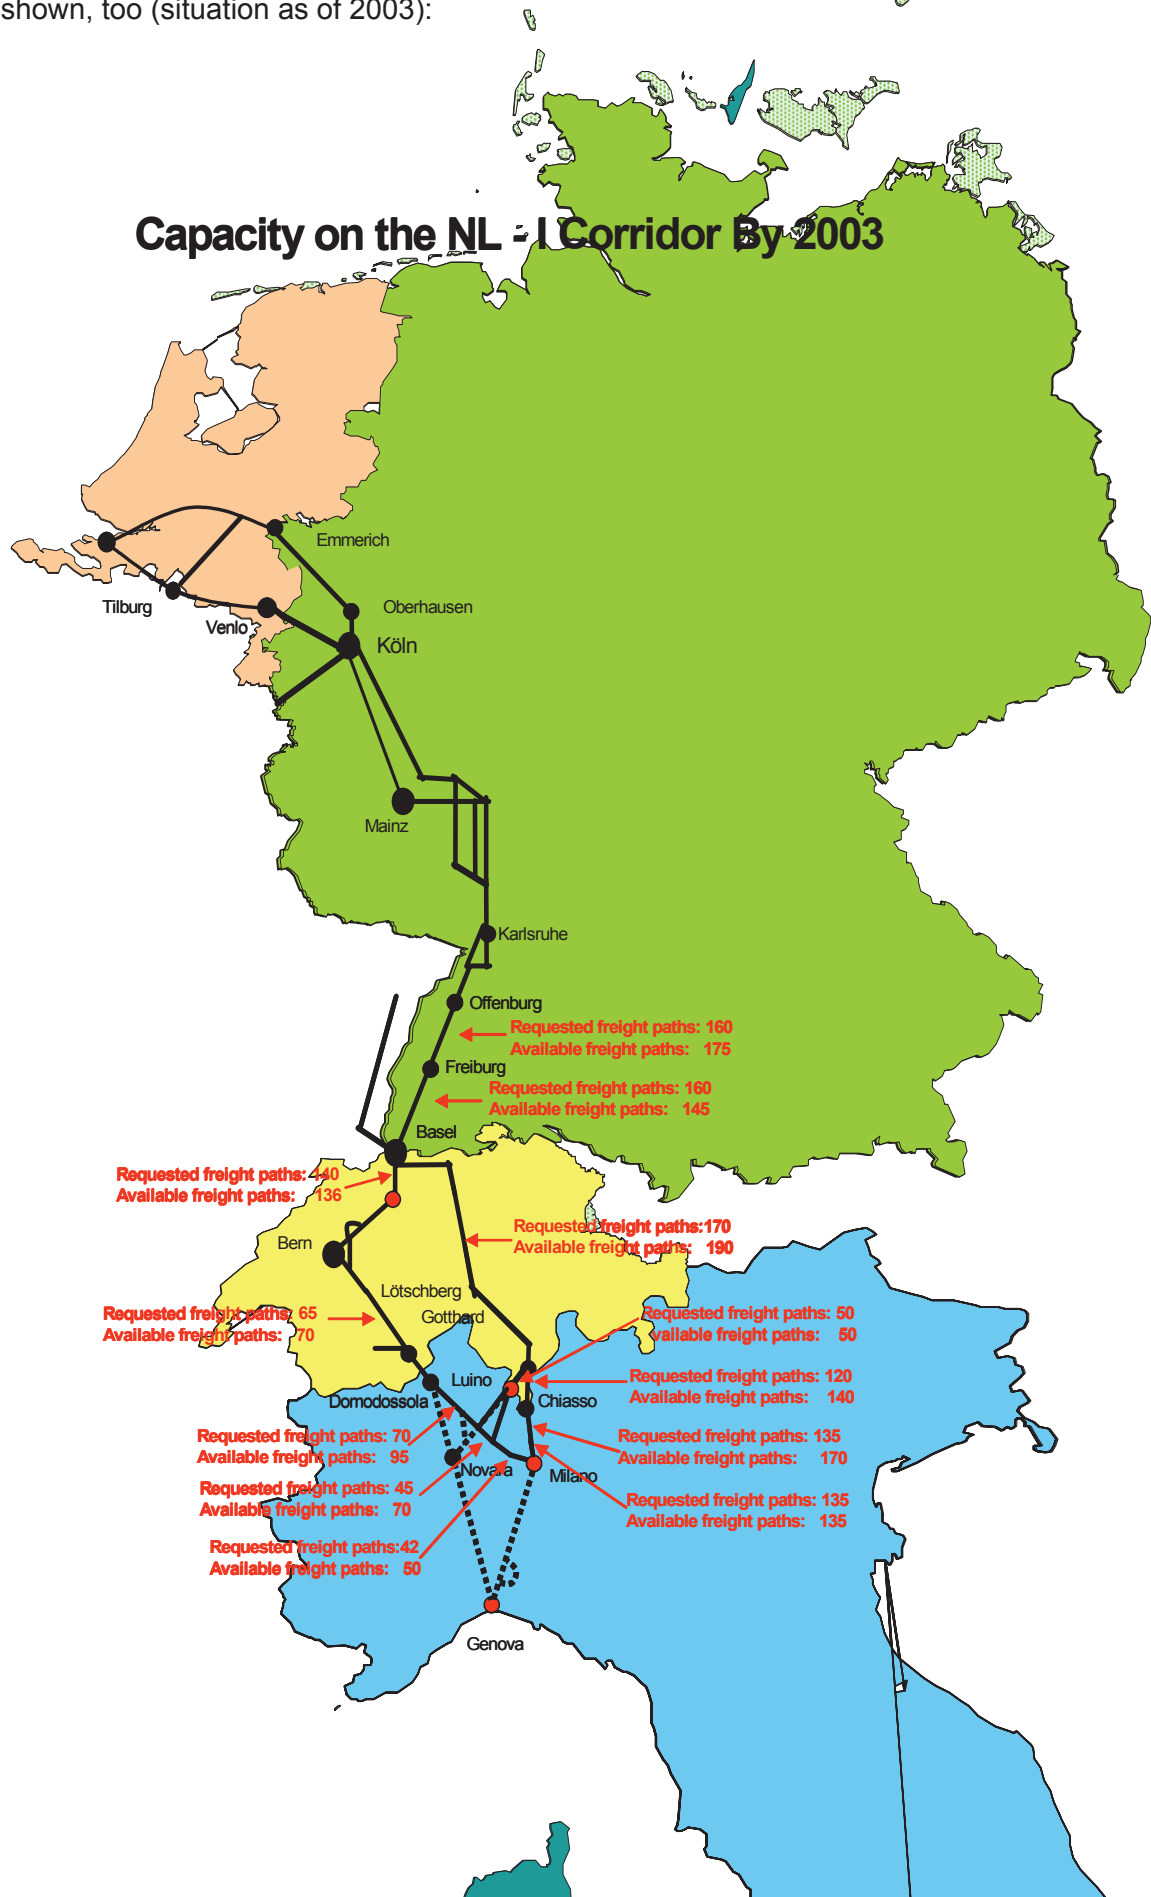 shown, too (situation as of 2003):
Capacity on the NL - I Corridor By 2003
Emmerich
Tilburg
Oberhausen
Venlo
Köln
Mainz
Karlsruhe
Offenburg
Requested freight paths: 160
Available freight paths: 175
Freiburg
Requested freight paths: 160
Available freight paths: 145
Basel
Requested freight paths: 140
Available freight paths: 136
Requested freight paths:170
Available freight paths: 190
Bern
Lötschberg
Gotthard
Requested freight paths: 65
Available freight paths: 70
Requested freight paths: 50
vailable freight paths: 50
Luino
Requested freight paths: 120
Available freight paths: 140
Domodossola
Chiasso
Requested freight paths: 70
Available freight paths: 95
Requested freight paths: 135
Available freight paths: 170
Novara
Milano
Requested freight paths: 45
Available freight paths: 70
Requested freight paths: 135
Available freight paths: 135
Requested freight paths:42
Available freight paths: 50
Genova